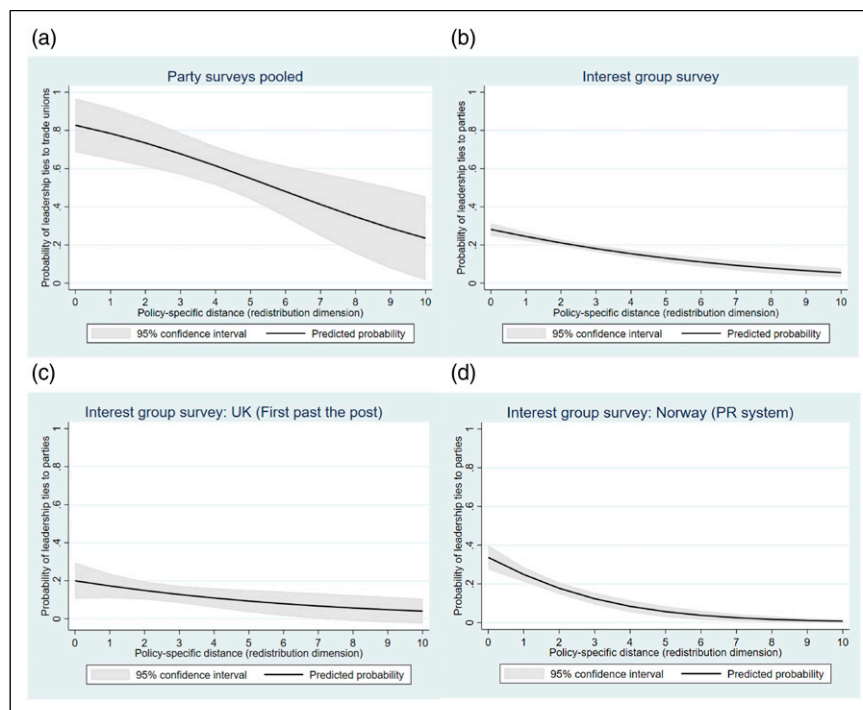 (a)
Party surveys pooled
Probability of leadership ties to trade unions
0 .2 .4 .6 .8 1
0 1 2 3 4 5 6 7 8 9 10
Policy-specific distance (redistribution dimension)
95% confidence interval Predicted probability
(b)
Interest group survey
Probability of leadership ties to parties
0 .2 .4 .6 .8 1
0 1 2 3 4 5 6 7 8 9 10
Policy-specific distance (redistribution dimension)
95% confidence interval Predicted probability
(c)
Interest group survey: UK (First past the post)
Probability of leadership ties to parties
0 .2 .4 .6 .8 1
0 1 2 3 4 5 6 7 8 9 10
Policy-specific distance (redistribution dimension)
95% confidence interval Predicted probability
(d)
Interest group survey: Norway (PR system)
Probability of leadership ties to parties
0 .2 .4 .6 .8 1
0 1 2 3 4 5 6 7 8 9 10
Policy-specific distance (redistribution dimension)
95% confidence interval Predicted probability